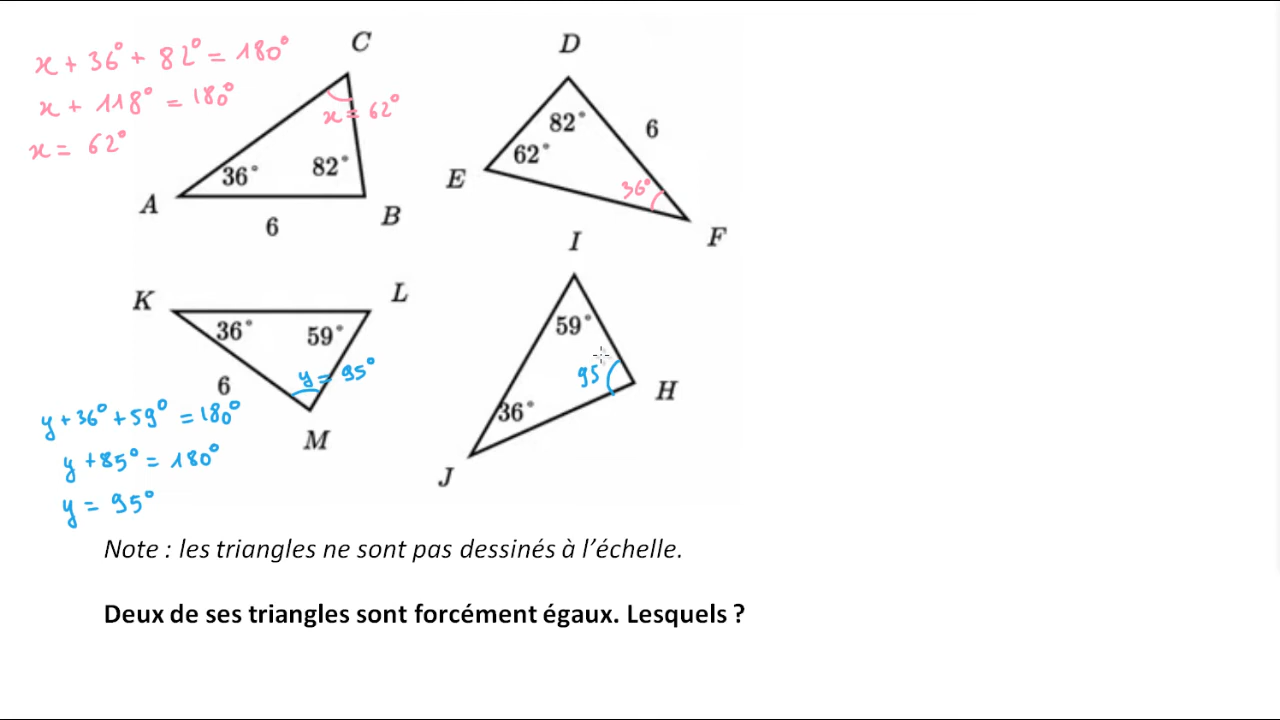 x + 36° + 82° = 180°
x + 118° = 180°
x = 62°
C
x = 62°
36°
82°
A
B
6
D
82°
6
62°
E
36°
F
K
L
36°
59°
6
y = 95°
M
y + 36° + 59° = 180°
y + 85° = 180°
y = 95°
I
59°
95
H
36°
J
Note : les triangles ne sont pas dessinés à l’échelle.
Deux de ses triangles sont forcément égaux. Lesquels ?